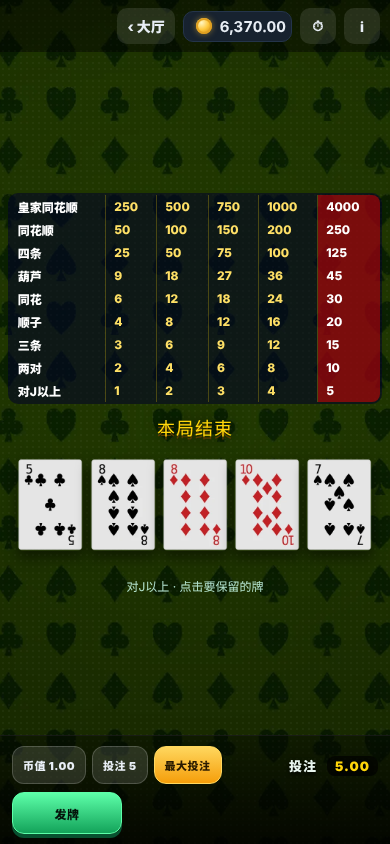 ‹ 大厅 6,370.00 ⏱ i
皇家同花顺 250 500 750 1000 4000
同花顺 50 100 150 200 250
四条 25 50 75 100 125
葫芦 9 18 27 36 45
同花 6 12 18 24 30
顺子 4 8 12 16 20
三条 3 6 9 12 15
两对 2 4 6 8 10
对J以上 1 2 3 4 5
本局结束
5 8 8 10 7
5 8 8 10 7
对J以上 · 点击要保留的牌
币值 1.00 投注 5 最大投注 投注 5.00
发牌